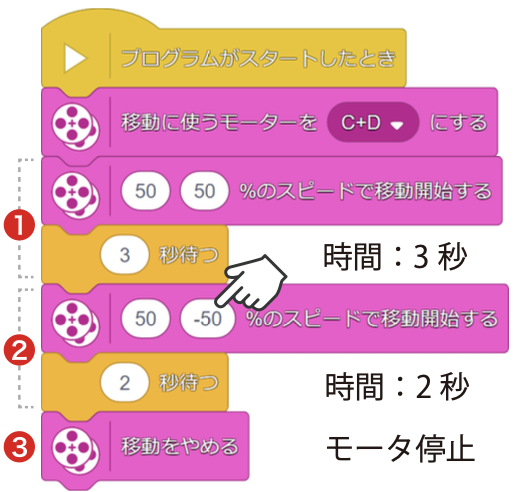 プログラムがスタートしたとき
移動に使うモーターを C+D にする
❶
50 50 %のスピードで移動開始する
3 秒待つ 時間：3 秒
❷
50 -50 %のスピードで移動開始する
2 秒待つ 時間：2 秒
❸ 移動をやめる モータ停止